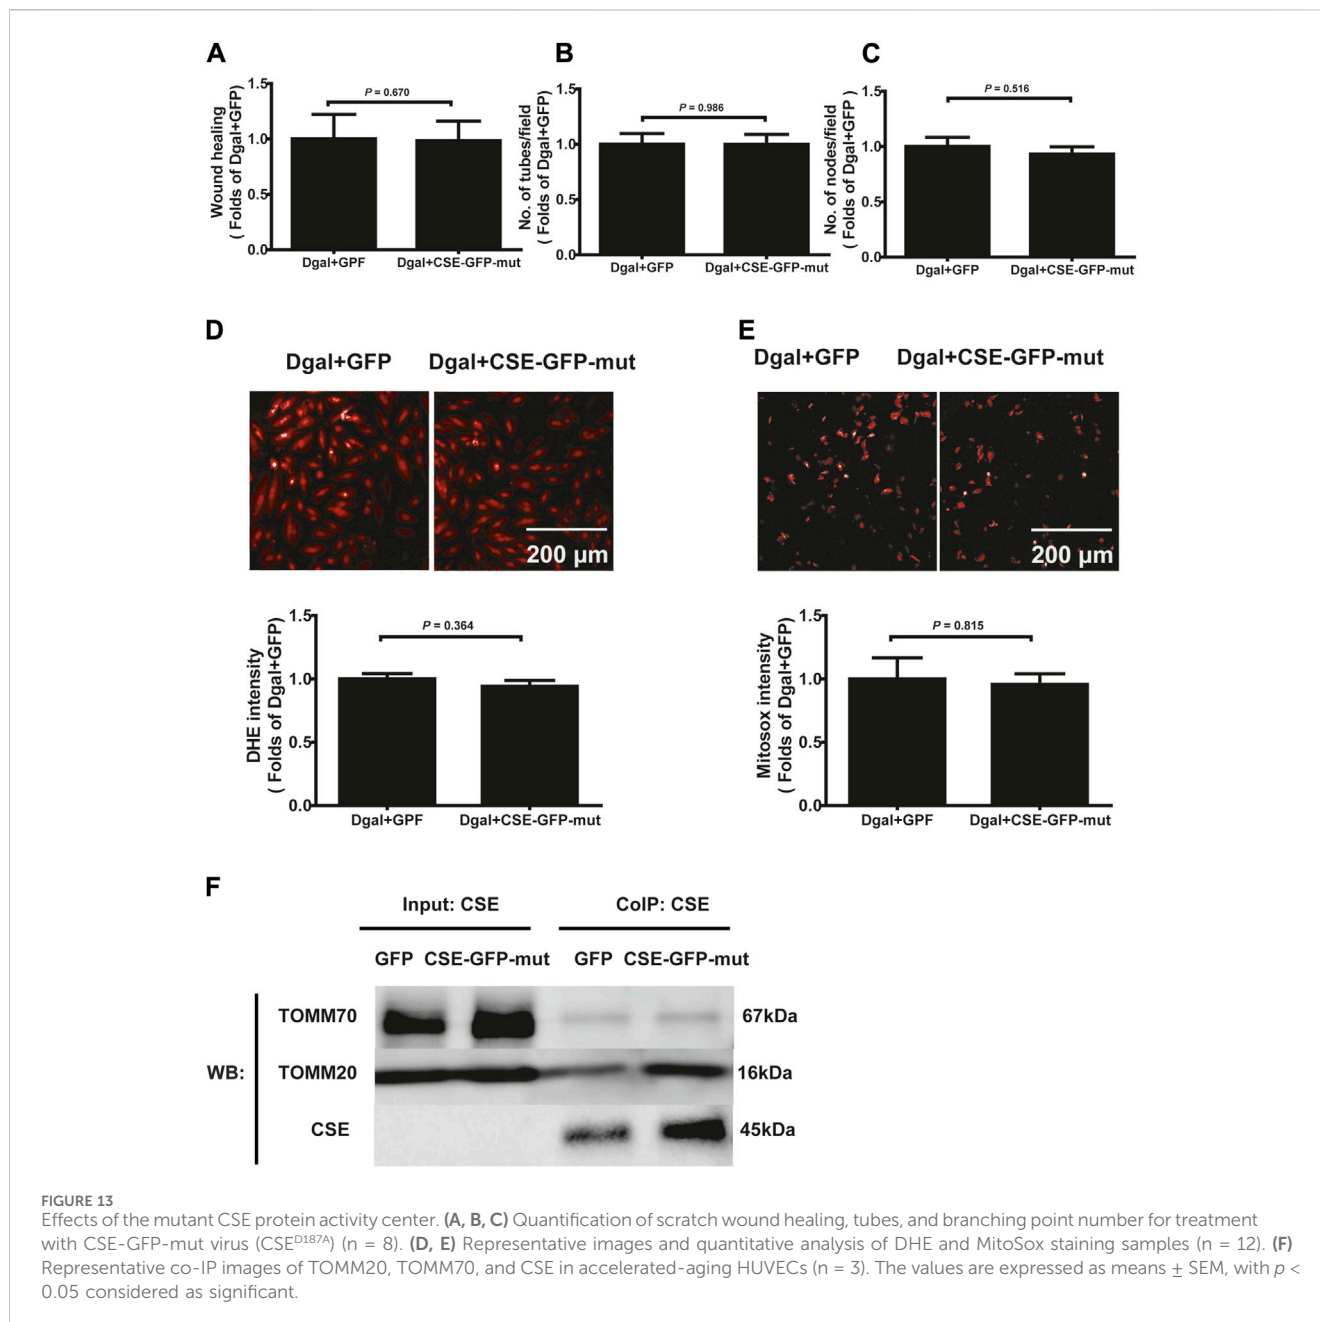 A
Wound healing
( Folds of Dgal+GFP)
1.5
1.0
0.5
0.0
P = 0.670
Dgal+GPF Dgal+CSE-GFP-mut
B
No. of tubes/field
( Folds of Dgal+GFP)
1.5
1.0
0.5
0.0
P = 0.986
Dgal+GFP Dgal+CSE-GFP-mut
C
No. of nodes/field
( Folds of Dgal+GFP )
1.5
1.0
0.5
0.0
P = 0.516
Dgal+GFP Dgal+CSE-GFP-mut
D
Dgal+GFP Dgal+CSE-GFP-mut
200 μm
DHE intensity
( Folds of Dgal+GFP)
1.5
1.0
0.5
0.0
P = 0.364
Dgal+GPF Dgal+CSE-GFP-mut
E
Dgal+GFP Dgal+CSE-GFP-mut
200 μm
Mitosox intensity
( Folds of Dgal+GFP)
1.5
1.0
0.5
0.0
P = 0.815
Dgal+GPF Dgal+CSE-GFP-mut
F
Input: CSE CoIP: CSE
GFP CSE-GFP-mut GFP CSE-GFP-mut
WB:
TOMM70 67kDa
TOMM20 16kDa
CSE 45kDa
FIGURE 13
Effects of the mutant CSE protein activity center. (A, B, C) Quantification of scratch wound healing, tubes, and branching point number for treatment
with CSE-GFP-mut virus (CSE^D187A) (n = 8). (D, E) Representative images and quantitative analysis of DHE and MitoSox staining samples (n = 12). (F)
Representative co-IP images of TOMM20, TOMM70, and CSE in accelerated-aging HUVECs (n = 3). The values are expressed as means ± SEM, with p <
0.05 considered as significant.